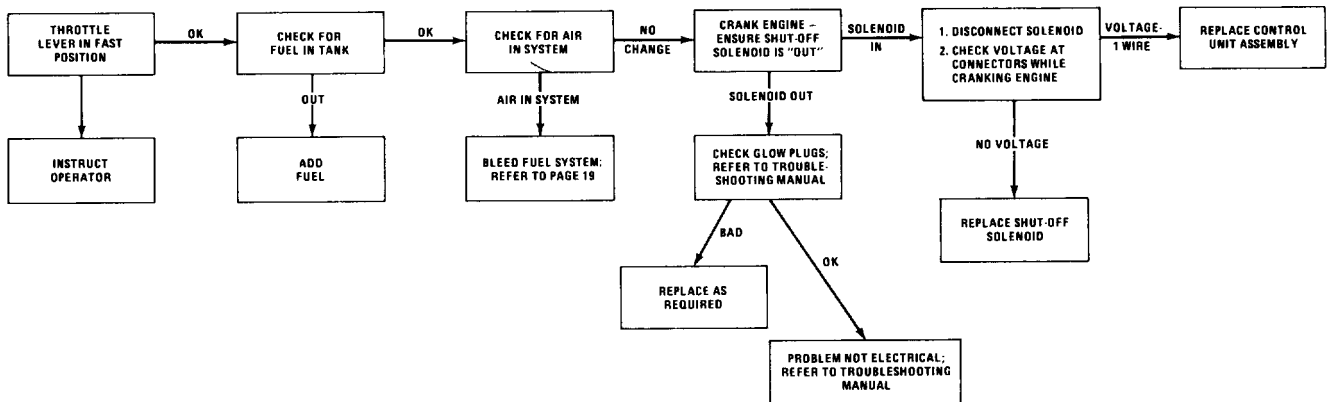 THROTTLE
LEVER IN FAST
POSITION
OK
CHECK FOR
FUEL IN TANK
OK
CHECK FOR AIR
IN SYSTEM
NO
CHANGE
CRANK ENGINE –
ENSURE SHUT-OFF
SOLENOID IS "OUT"
SOLENOID
IN
1. DISCONNECT SOLENOID
2. CHECK VOLTAGE AT
CONNECTORS WHILE
CRANKING ENGINE
VOLTAGE-
1 WIRE
REPLACE CONTROL
UNIT ASSEMBLY
OUT
AIR IN SYSTEM
SOLENOID OUT
NO VOLTAGE
INSTRUCT
OPERATOR
ADD
FUEL
BLEED FUEL SYSTEM;
REFER TO PAGE 19
CHECK GLOW PLUGS;
REFER TO TROUBLE-
SHOOTING MANUAL
REPLACE SHUT-OFF
SOLENOID
BAD
OK
REPLACE AS
REQUIRED
PROBLEM NOT ELECTRICAL;
REFER TO TROUBLESHOOTING
MANUAL